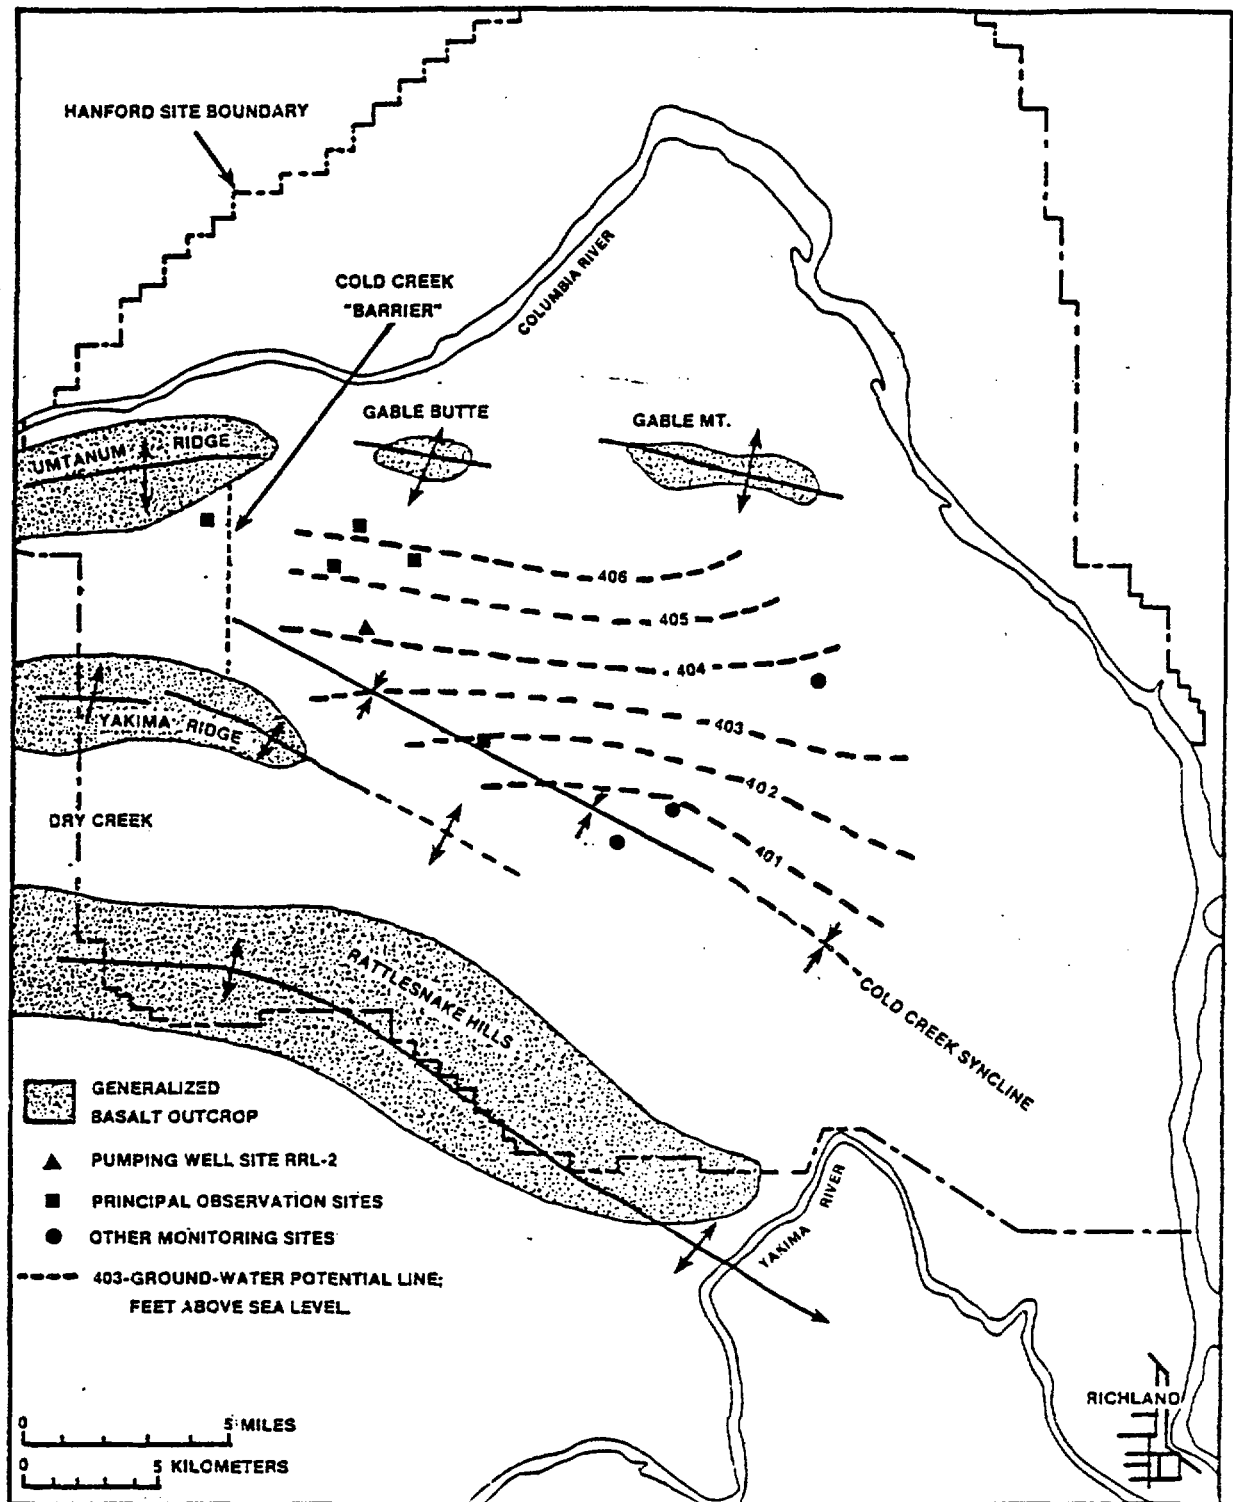 HANFORD SITE BOUNDARY
COLD CREEK
"BARRIER"
COLUMBIA RIVER
GABLE BUTTE
GABLE MT.
UMTANUM RIDGE
406
405
404
403
402
401
YAKIMA RIDGE
DRY CREEK
RATTLESNAKE HILLS
COLD CREEK SYNCLINE
GENERALIZED
BASALT OUTCROP
PUMPING WELL SITE RRL-2
PRINCIPAL OBSERVATION SITES
OTHER MONITORING SITES
403-GROUND-WATER POTENTIAL LINE;
FEET ABOVE SEA LEVEL
YAKIMA RIVER
RICHLAND
0 5 MILES
0 5 KILOMETERS